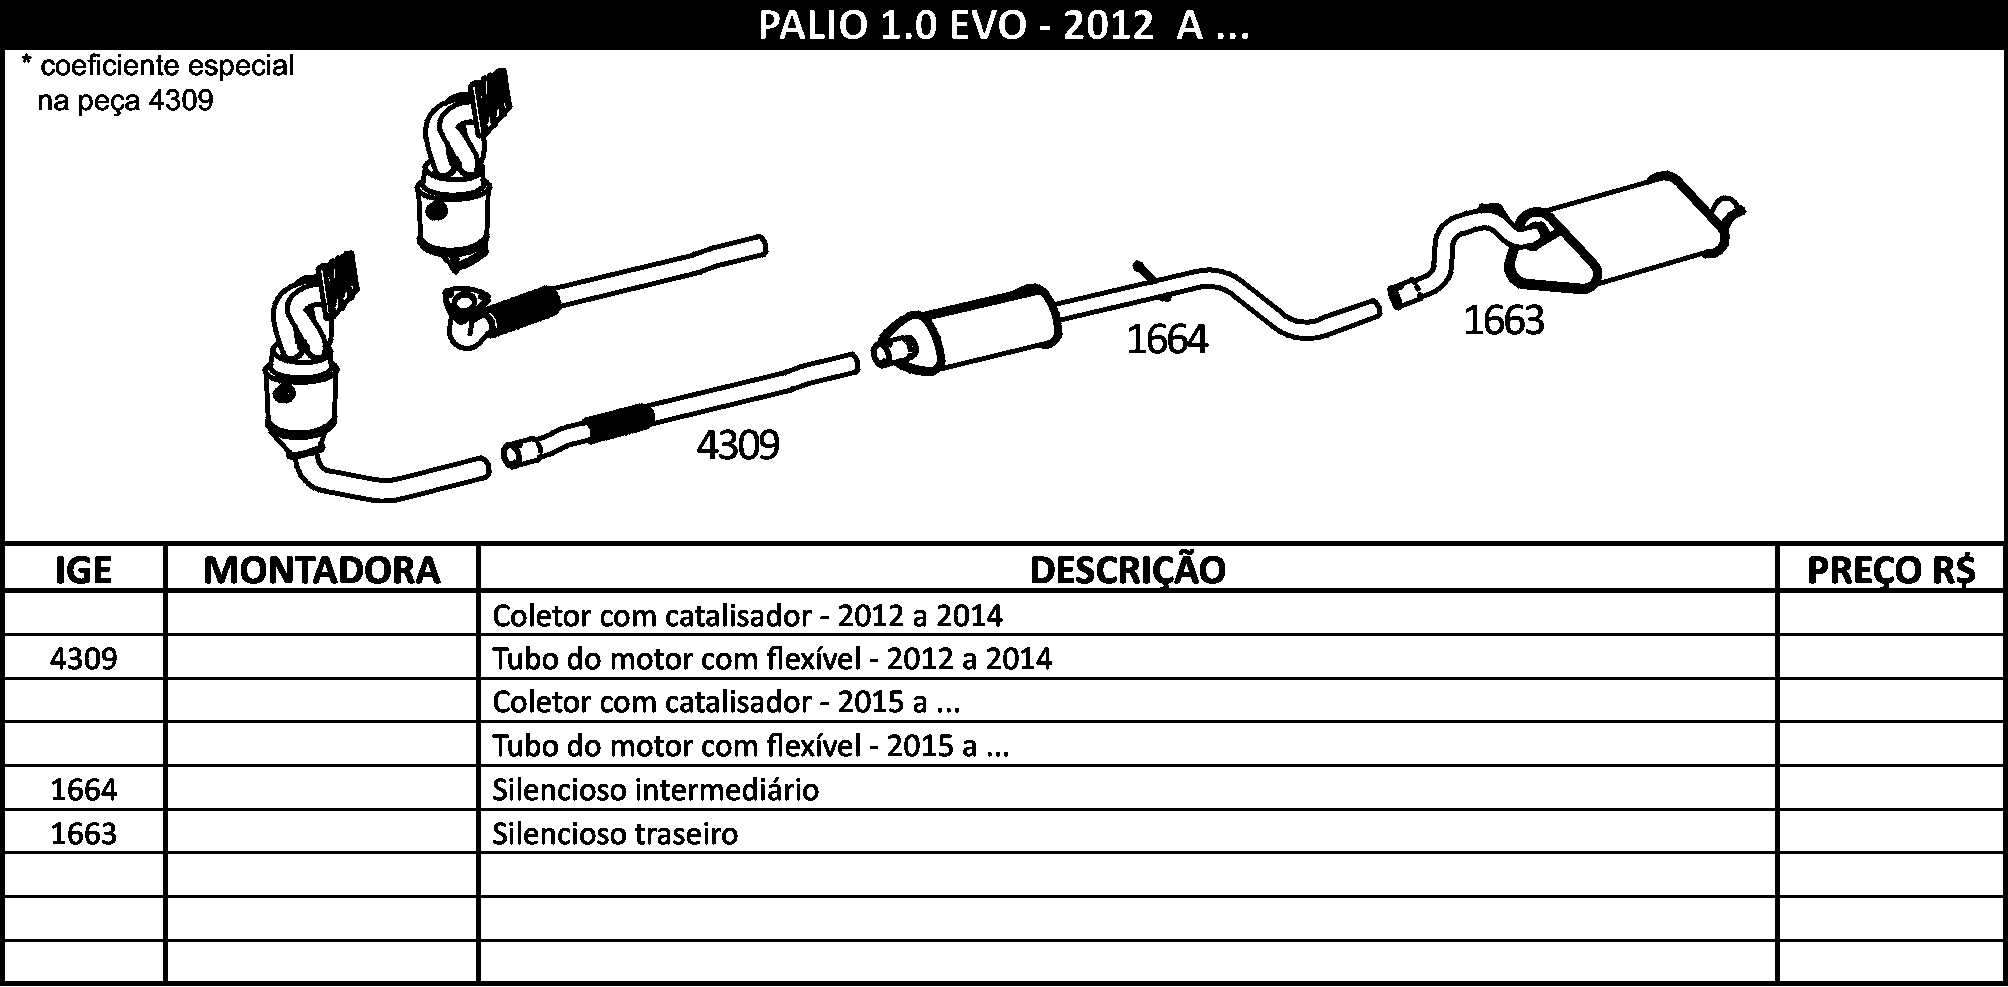 PALIO 1.0 EVO - 2012  A ...
* coeficiente especial
na peça 4309
1663
1664
4309
IGE MONTADORA DESCRIÇÃO PREÇO R$
Coletor com catalisador - 2012 a 2014
4309 Tubo do motor com flexível - 2012 a 2014
Coletor com catalisador - 2015 a ...
Tubo do motor com flexível - 2015 a ...
1664 Silencioso intermediário
1663 Silencioso traseiro